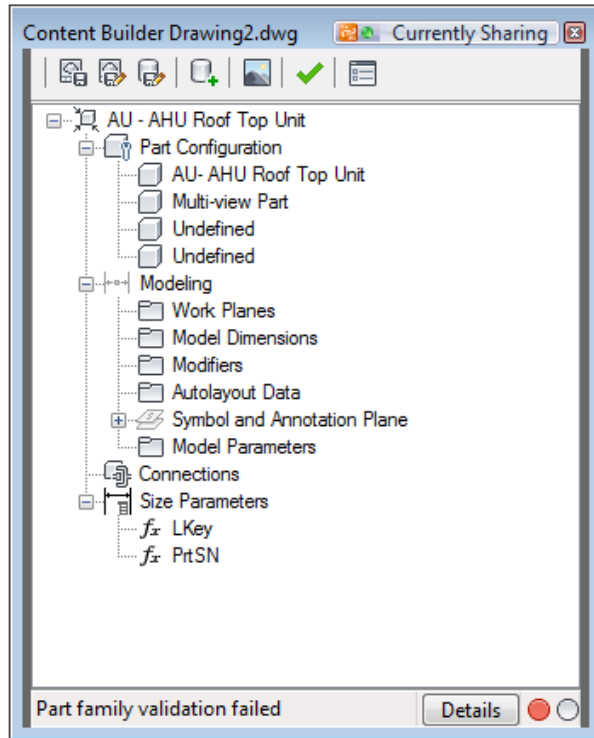 Content Builder Drawing2.dwg Currently Sharing
AU - AHU Roof Top Unit
Part Configuration
AU- AHU Roof Top Unit
Multi-view Part
Undefined
Undefined
Modeling
Work Planes
Model Dimensions
Modifiers
Autolayout Data
Symbol and Annotation Plane
Model Parameters
Connections
Size Parameters
fx LKey
fx PrtSN
Part family validation failed Details